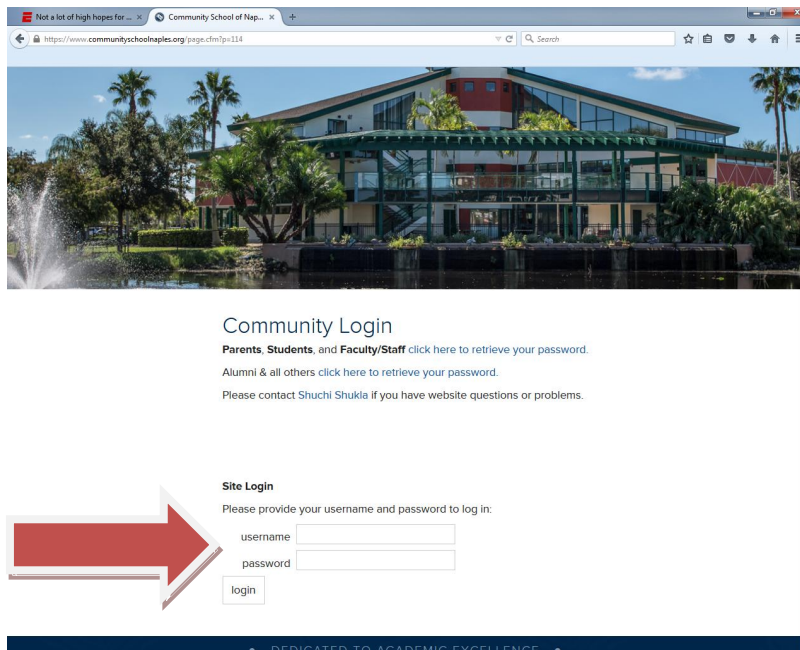 Not a lot of high hopes for ...
Community School of Nap...
https://www.communityschoolnaples.org/page.cfm?p=114
Search
Community Login
Parents, Students, and Faculty/Staff click here to retrieve your password.
Alumni & all others click here to retrieve your password.
Please contact Shuchi Shukla if you have website questions or problems.
Site Login
Please provide your username and password to log in:
username
password
login
• DEDICATED TO ACADEMIC EXCELLENCE •